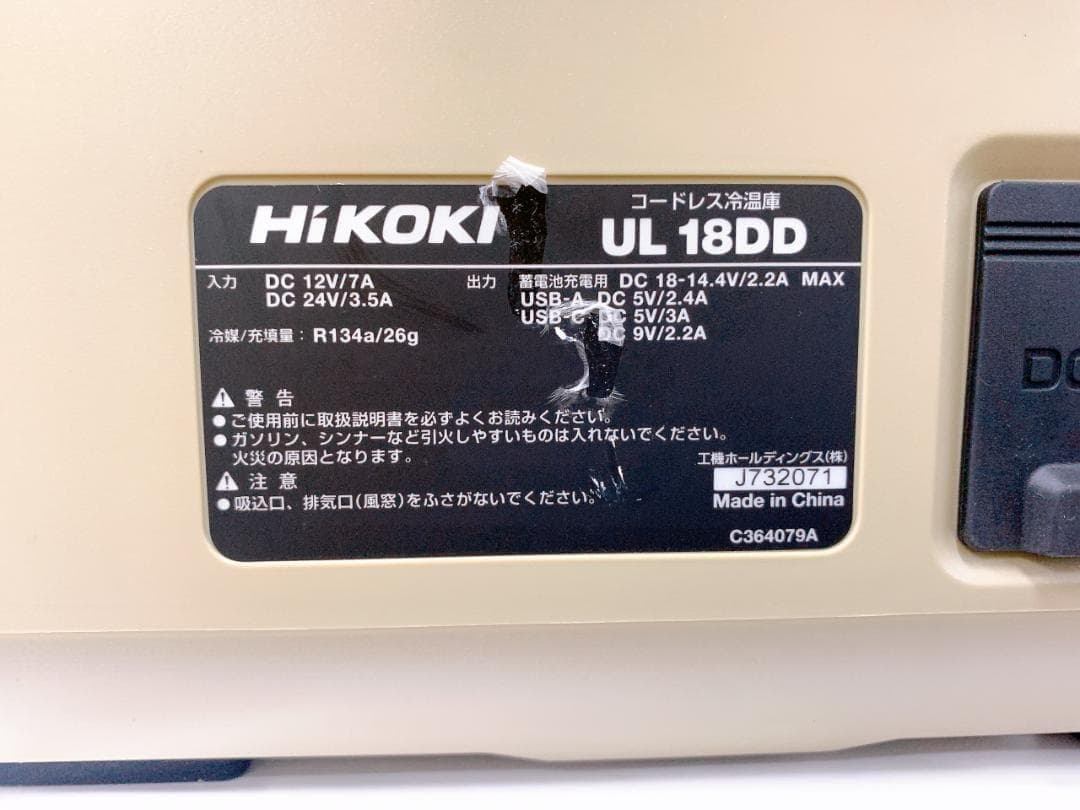 HiKOKI
コードレス冷温庫
UL 18DD
入力 DC 12V/7A
DC 24V/3.5A
出力 蓄電池充電用 DC 18-14.4V/2.2A MAX
USB-A DC 5V/2.4A
USB-C DC 5V/3A
DC 9V/2.2A
冷媒/充填量：R134a/26g
警告
●ご使用前に取扱説明書を必ずよくお読みください。
●ガソリン、シンナーなど引火しやすいものは入れないでください。
火災の原因となります。
注意
●吸込口、排気口(風窓)をふさがないでください。
工機ホールディングス(株)
J732071
Made in China
C364079A
DC